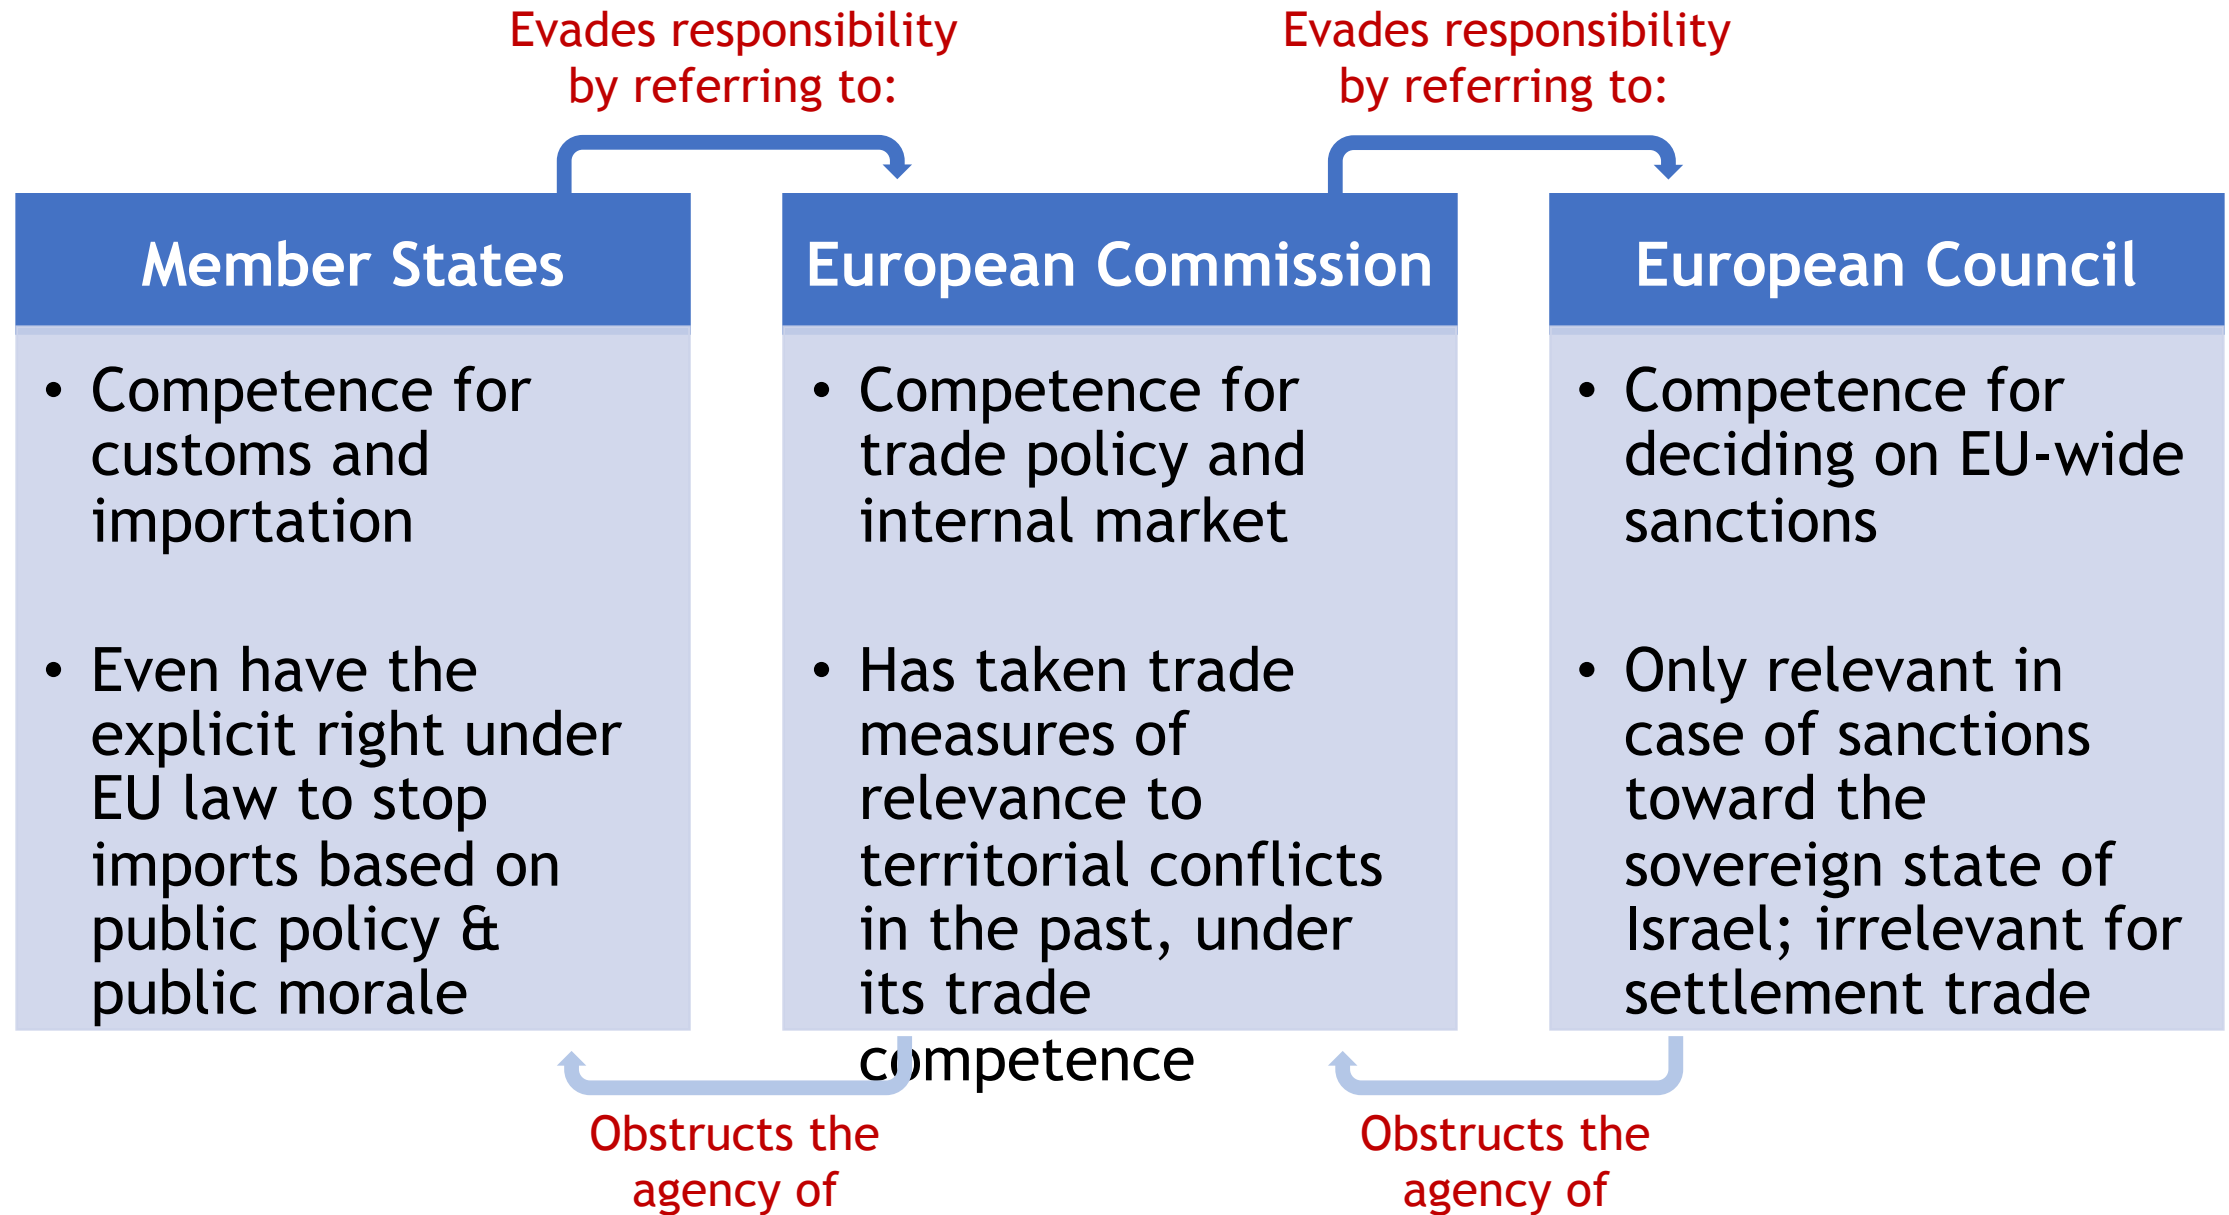 Evades responsibility
by referring to:
Evades responsibility
by referring to:
Member States
• Competence for
customs and
importation
• Even have the
explicit right under
EU law to stop
imports based on
public policy &
public morale
European Commission
• Competence for
trade policy and
internal market
• Has taken trade
measures of
relevance to
territorial conflicts
in the past, under
its trade
competence
European Council
• Competence for
deciding on EU-wide
sanctions
• Only relevant in
case of sanctions
toward the
sovereign state of
Israel; irrelevant for
settlement trade
Obstructs the
agency of
Obstructs the
agency of